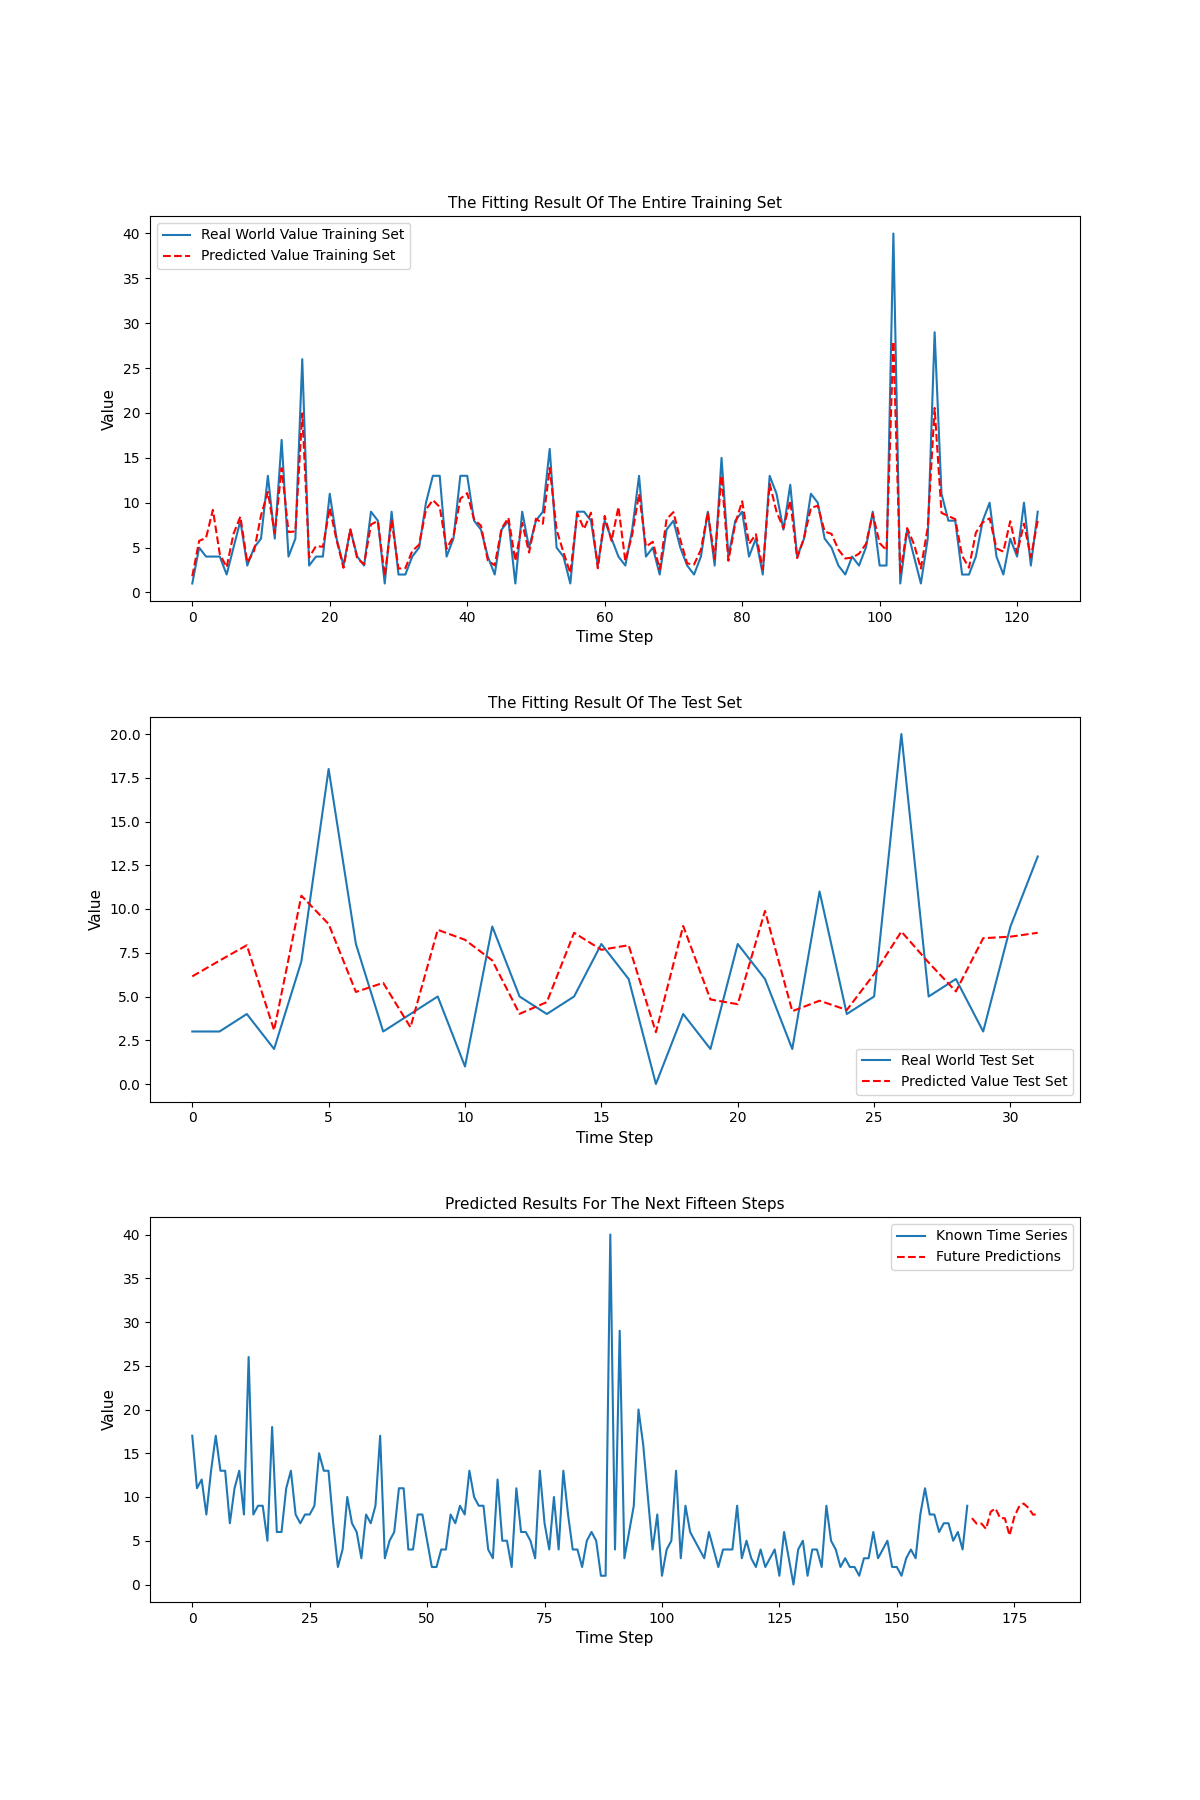 The Fitting Result Of The Entire Training Set
Real World Value Training Set
Predicted Value Training Set
Value
40
35
30
25
20
15
10
5
0
0 20 40 60 80 100 120
Time Step
The Fitting Result Of The Test Set
Value
20.0
17.5
15.0
12.5
10.0
7.5
5.0
2.5
0.0
Real World Test Set
Predicted Value Test Set
0 5 10 15 20 25 30
Time Step
Predicted Results For The Next Fifteen Steps
Known Time Series
Future Predictions
Value
40
35
30
25
20
15
10
5
0
0 25 50 75 100 125 150 175
Time Step